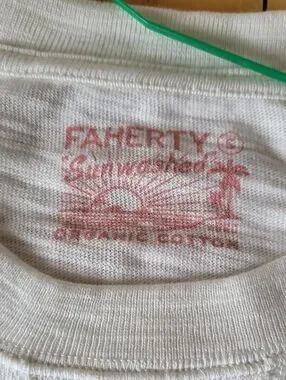 FAHERTY
"Sunwashed"
ORGANIC COTTON